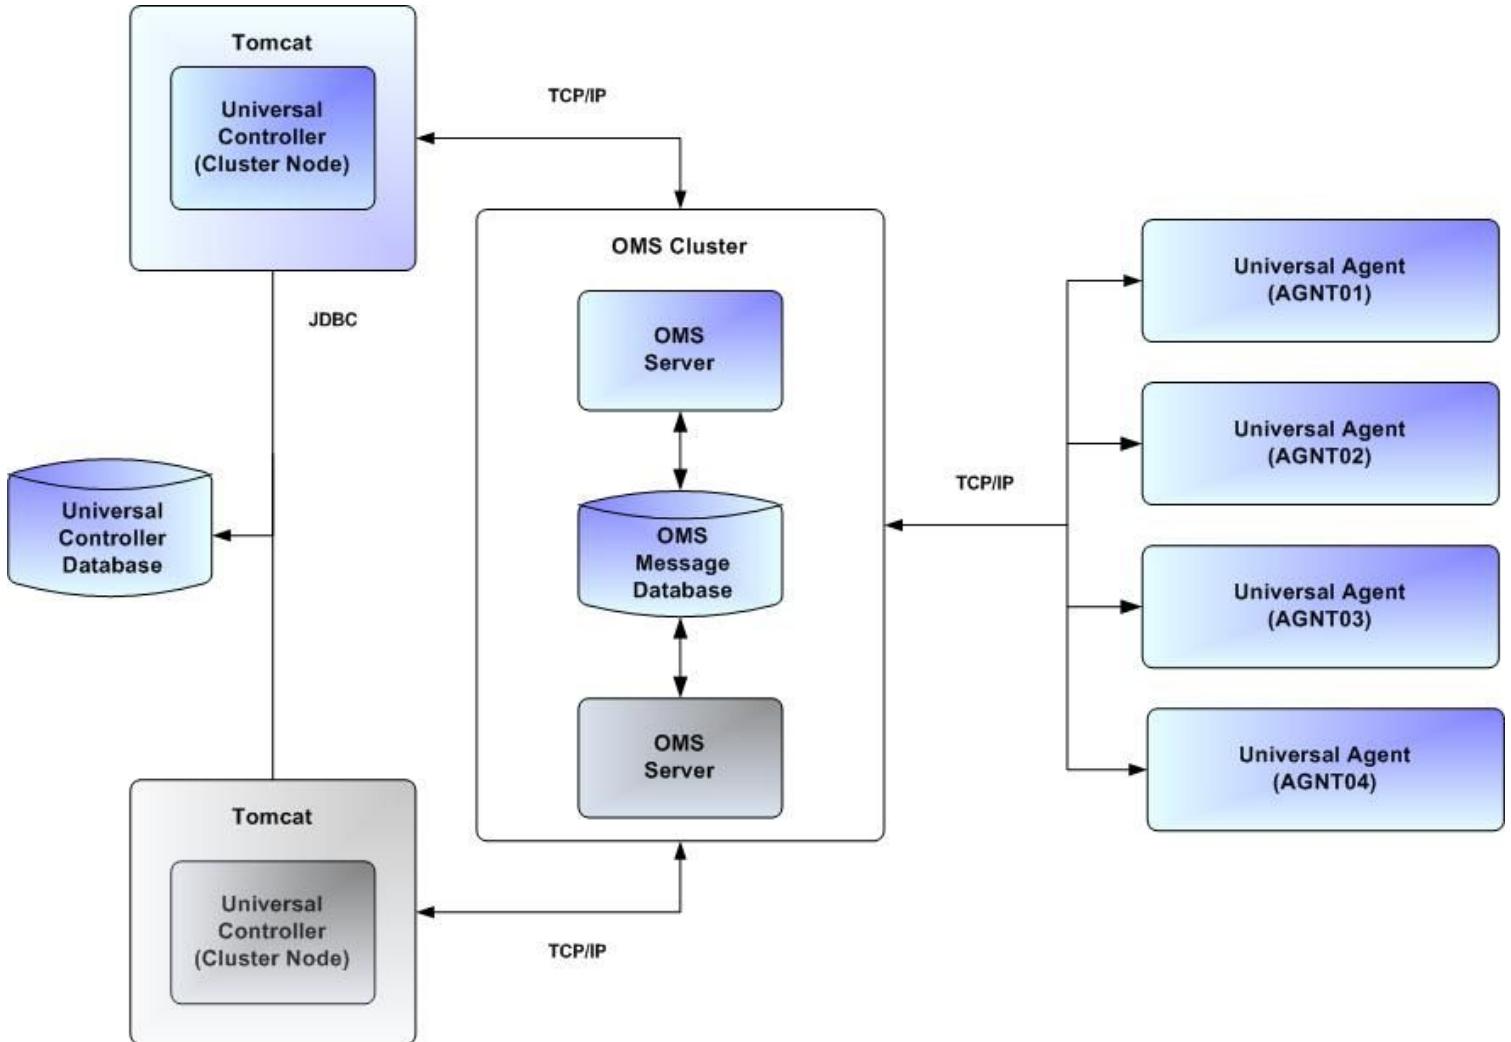 Tomcat
Universal
Controller
(Cluster Node)
TCP/IP
JDBC
OMS Cluster
OMS
Server
OMS
Message
Database
OMS
Server
Universal
Controller
Database
TCP/IP
Universal Agent
(AGNT01)
Universal Agent
(AGNT02)
Universal Agent
(AGNT03)
Universal Agent
(AGNT04)
Tomcat
Universal
Controller
(Cluster Node)
TCP/IP